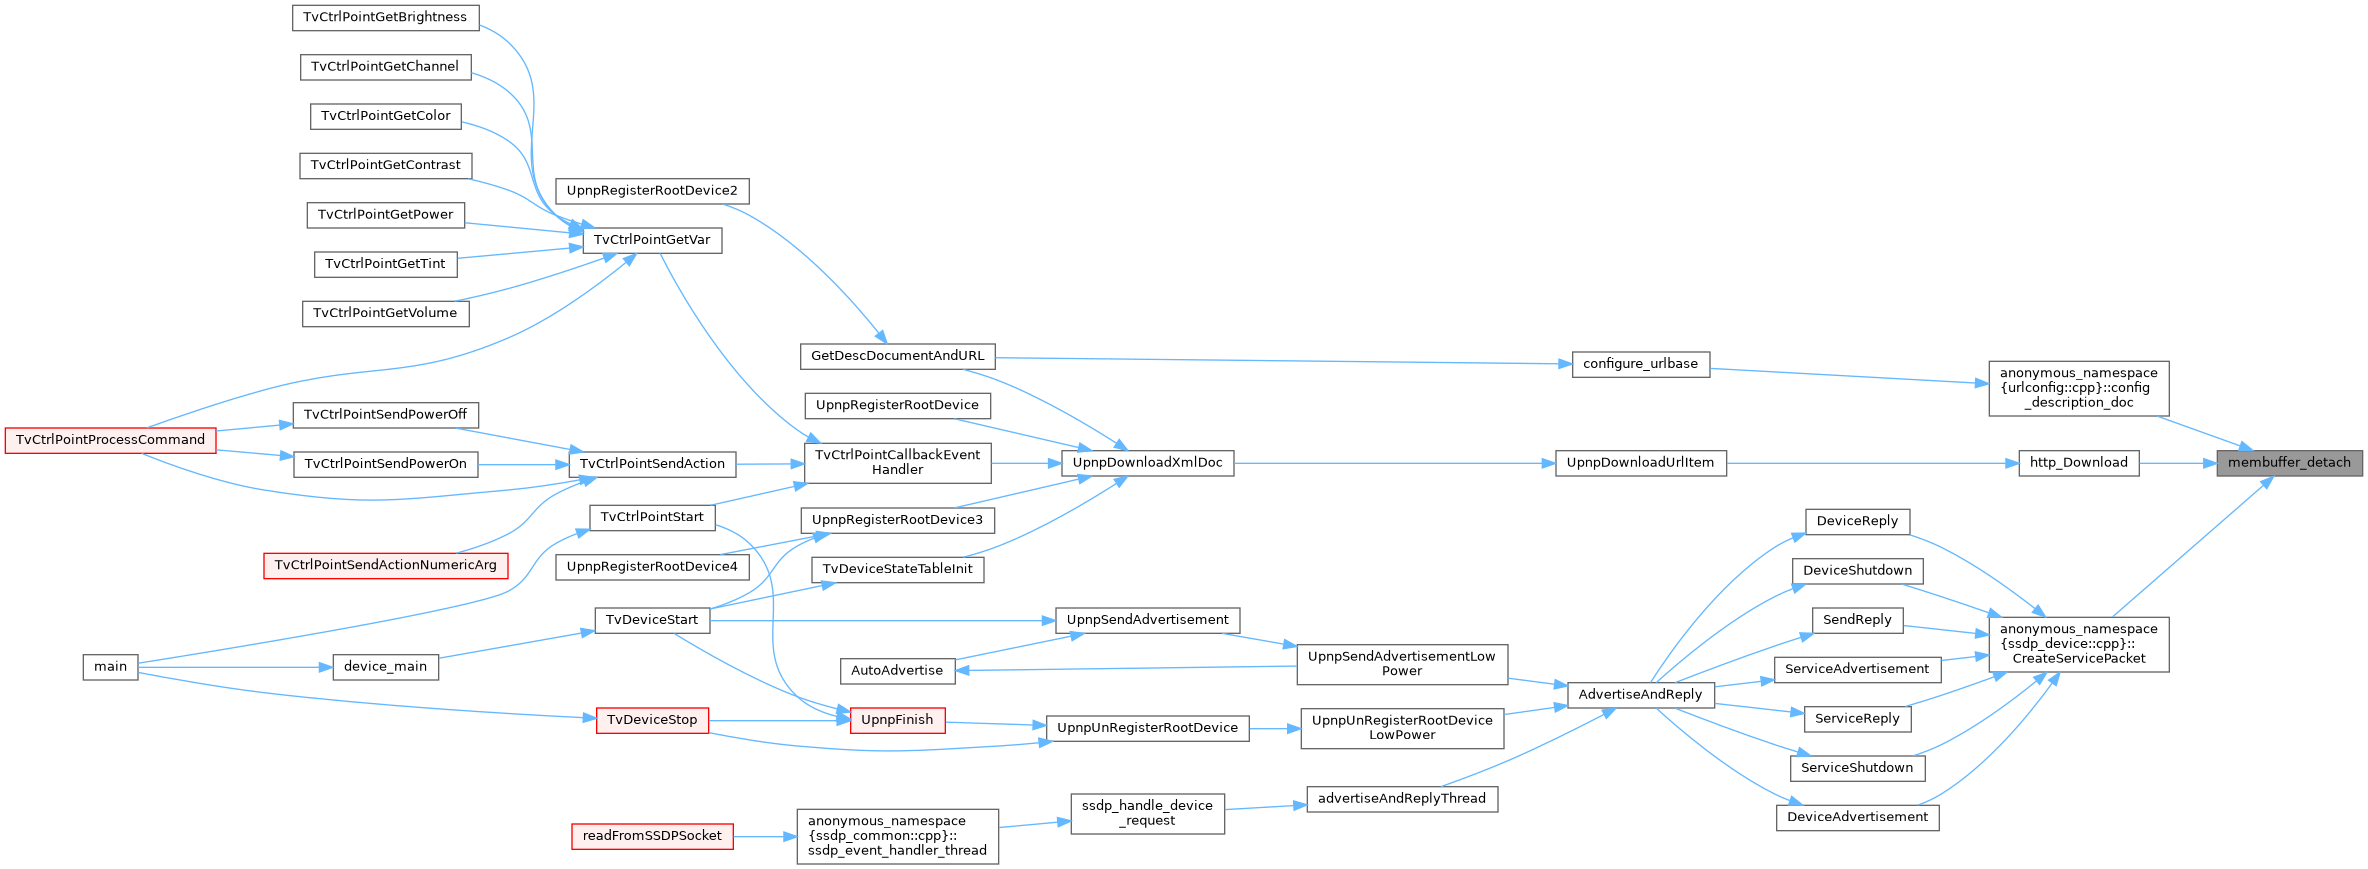 TvCtrlPointGetBrightness
TvCtrlPointGetChannel
TvCtrlPointGetColor
TvCtrlPointGetContrast
TvCtrlPointGetPower
TvCtrlPointGetTint
TvCtrlPointGetVolume
TvCtrlPointProcessCommand
TvCtrlPointSendPowerOff
TvCtrlPointSendPowerOn
TvCtrlPointSendActionNumericArg
main
device_main
UpnpRegisterRootDevice2
TvCtrlPointGetVar
TvCtrlPointSendAction
TvCtrlPointStart
UpnpRegisterRootDevice4
TvDeviceStart
TvDeviceStop
readFromSSDPSocket
GetDescDocumentAndURL
UpnpRegisterRootDevice
TvCtrlPointCallbackEvent
Handler
UpnpRegisterRootDevice3
TvDeviceStateTableInit
AutoAdvertise
UpnpFinish
anonymous_namespace
{ssdp_common::cpp}::
ssdp_event_handler_thread
UpnpDownloadXmlDoc
UpnpSendAdvertisement
UpnpUnRegisterRootDevice
ssdp_handle_device
_request
UpnpSendAdvertisementLow
Power
UpnpUnRegisterRootDevice
LowPower
advertiseAndReplyThread
configure_urlbase
UpnpDownloadUrlItem
AdvertiseAndReply
DeviceReply
DeviceShutdown
SendReply
ServiceAdvertisement
ServiceReply
ServiceShutdown
DeviceAdvertisement
anonymous_namespace
{urlconfig::cpp}::config
_description_doc
http_Download
anonymous_namespace
{ssdp_device::cpp}::
CreateServicePacket
membuffer_detach